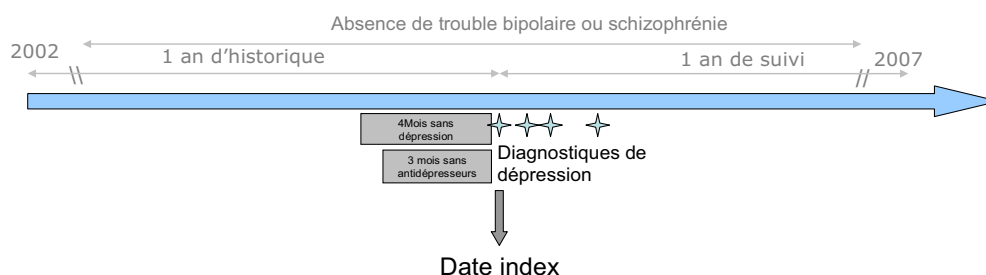 Absence de trouble bipolaire ou schizophrénie
2002
1 an d’historique
1 an de suivi
2007
4Mois sans
dépression
3 mois sans
antidépresseurs
Diagnostiques de
dépression
Date index